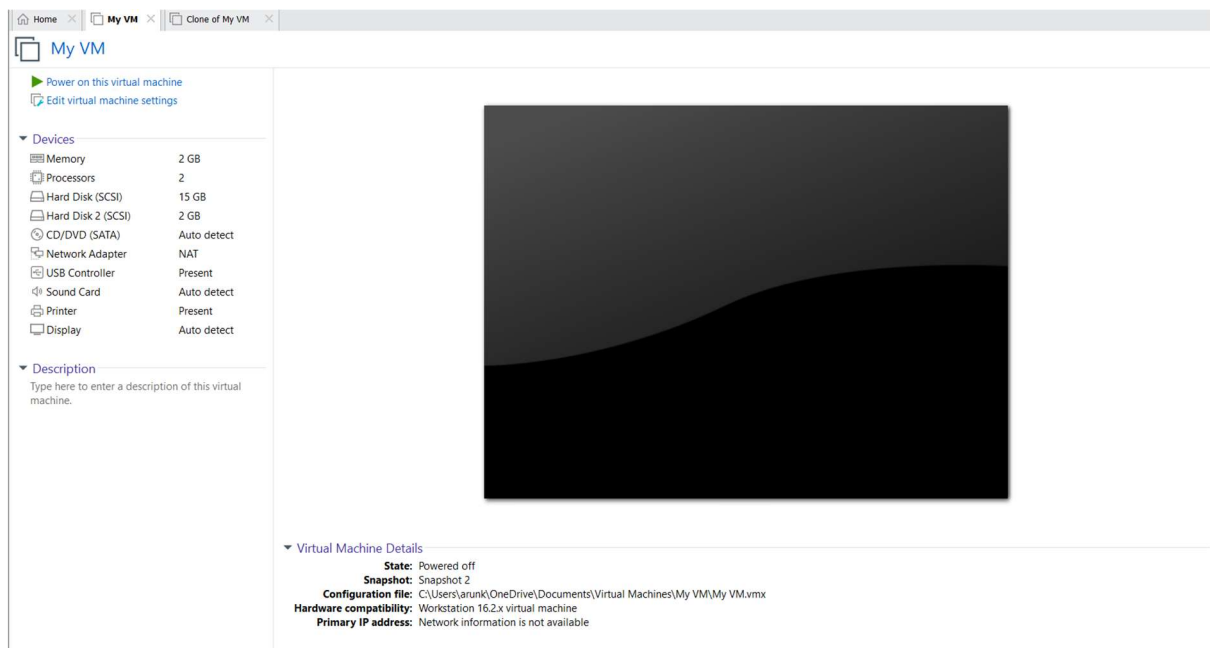 Home My VM Clone of My VM
My VM
Power on this virtual machine
Edit virtual machine settings
Devices
Memory 2 GB
Processors 2
Hard Disk (SCSI) 15 GB
Hard Disk 2 (SCSI) 2 GB
CD/DVD (SATA) Auto detect
Network Adapter NAT
USB Controller Present
Sound Card Auto detect
Printer Present
Display Auto detect
Description
Type here to enter a description of this virtual
machine.
Virtual Machine Details
State: Powered off
Snapshot: Snapshot 2
Configuration file: C:\Users\arunk\OneDrive\Documents\Virtual Machines\My VM\My VM.vmx
Hardware compatibility: Workstation 16.2.x virtual machine
Primary IP address: Network information is not available